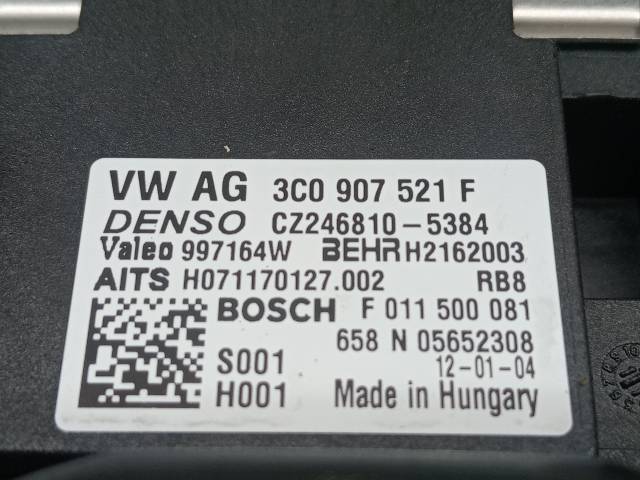 VW AG 3C0 907 521 F
DENSO CZ246810-5384
Valeo 997164W BEHR H2162003
AITS H071170127.002 RB8
BOSCH F 011 500 081
658 N 05652308
S001 12-01-04
H001 Made in Hungary